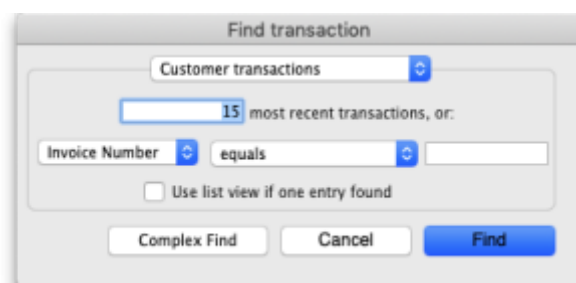 Find transaction
Customer transactions
15 most recent transactions, or:
Invoice Number equals
Use list view if one entry found
Complex Find Cancel Find